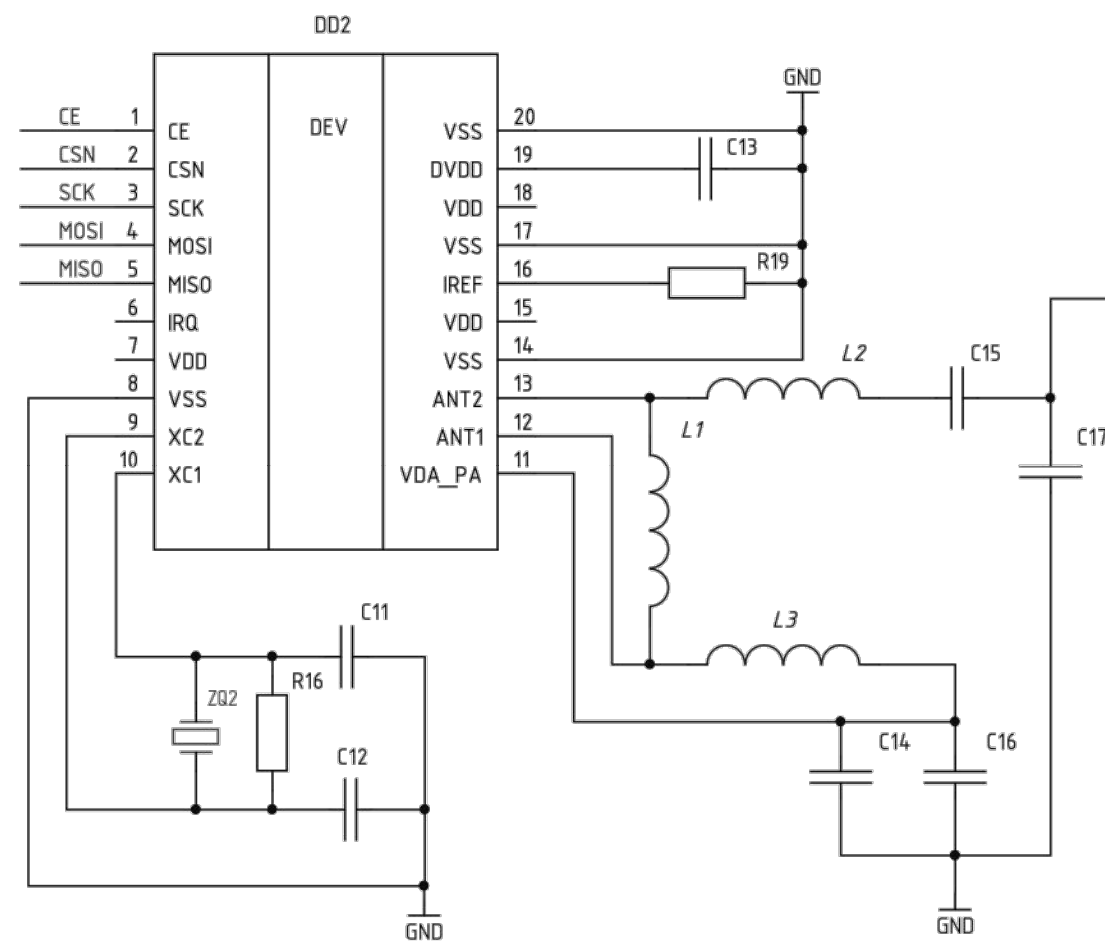 DD2
DEV
CE 1 CE
CSN 2 CSN
SCK 3 SCK
MOSI 4 MOSI
MISO 5 MISO
6 IRQ
7 VDD
8 VSS
9 XC2
10 XC1
VSS 20
DVDD 19
VDD 18
VSS 17
IREF 16
VDD 15
VSS 14
ANT2 13
ANT1 12
VDA_PA 11
GND
C13
R19
L2
C15
L1
C17
L3
C14
C16
GND
C11
R16
ZQ2
C12
GND